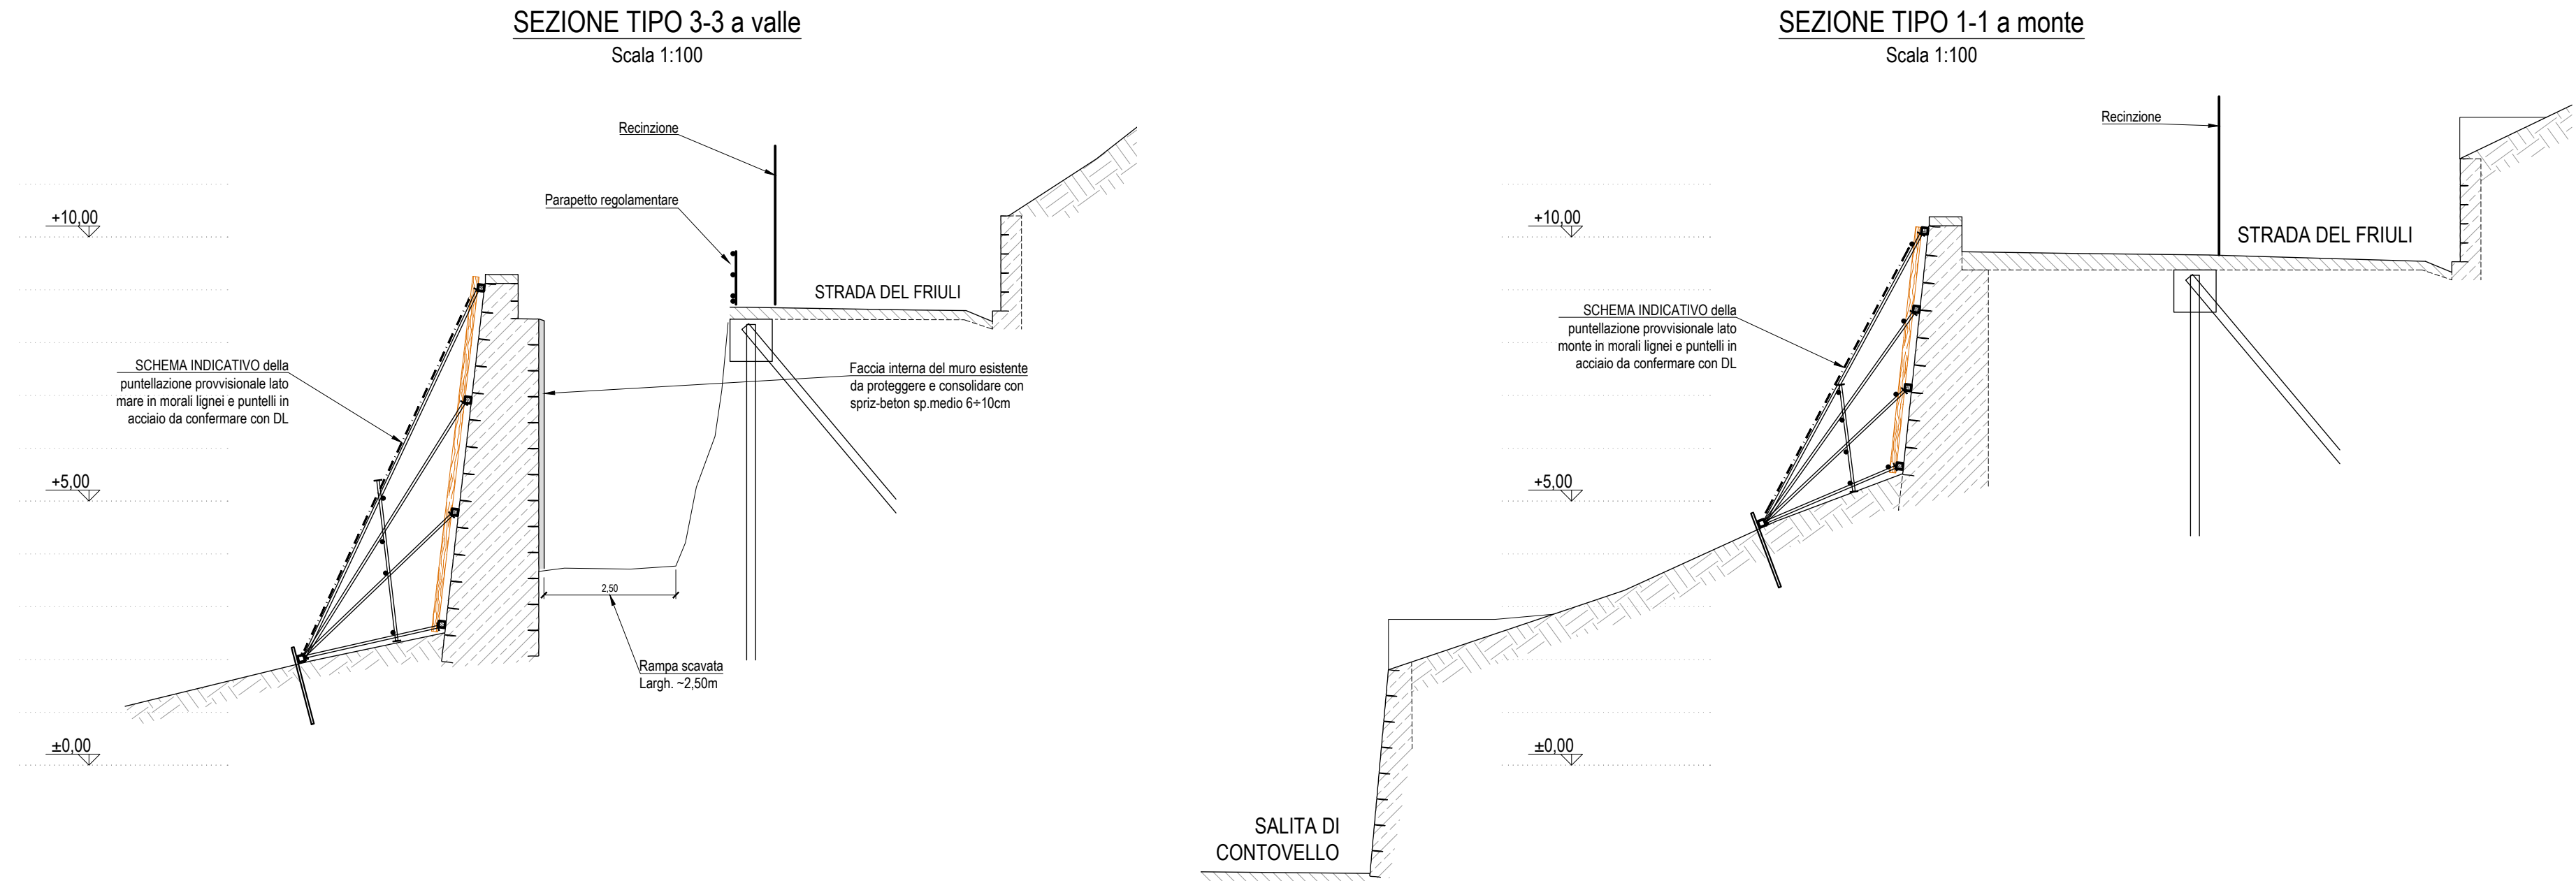 SEZIONE TIPO 3-3 a valle
Scala 1:100
Recinzione
Parapetto regolamentare
+10,00
STRADA DEL FRIULI
SCHEMA INDICATIVO della
puntellazione provvisionale lato
mare in morali lignei e puntelli in
acciaio da confermare con DL
Faccia interna del muro esistente
da proteggere e consolidare con
spriz-beton sp.medio 6÷10cm
+5,00
2,50
Rampa scavata
Largh. ~2,50m
±0,00
SEZIONE TIPO 1-1 a monte
Scala 1:100
Recinzione
+10,00
STRADA DEL FRIULI
SCHEMA INDICATIVO della
puntellazione provvisionale lato
monte in morali lignei e puntelli in
acciaio da confermare con DL
+5,00
±0,00
SALITA DI
CONTOVELLO